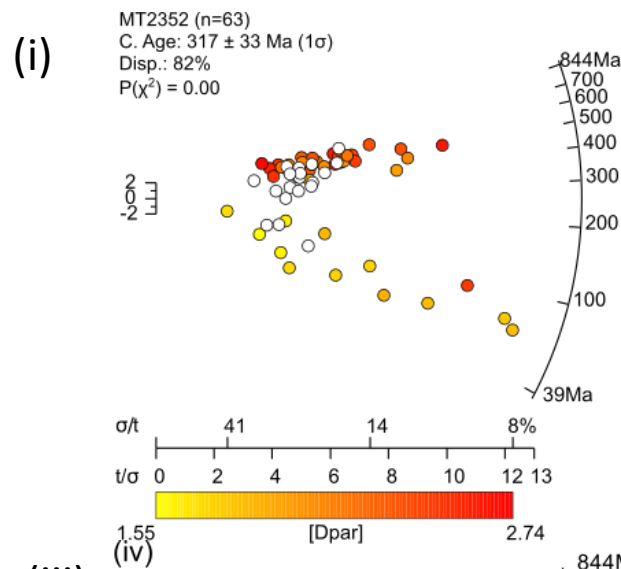 MT2352 (n=63)
(i)
C. Age: 317 ± 33 Ma (1σ)
Disp.: 82%
P(χ²) = 0.00
844Ma
700
600
500
400
300
200
100
39Ma
2
0
-2
σ/t 41 14 8%
t/σ 0 2 4 6 8 10 12 13
1.55 [Dpar] 2.74
(iv)
844M